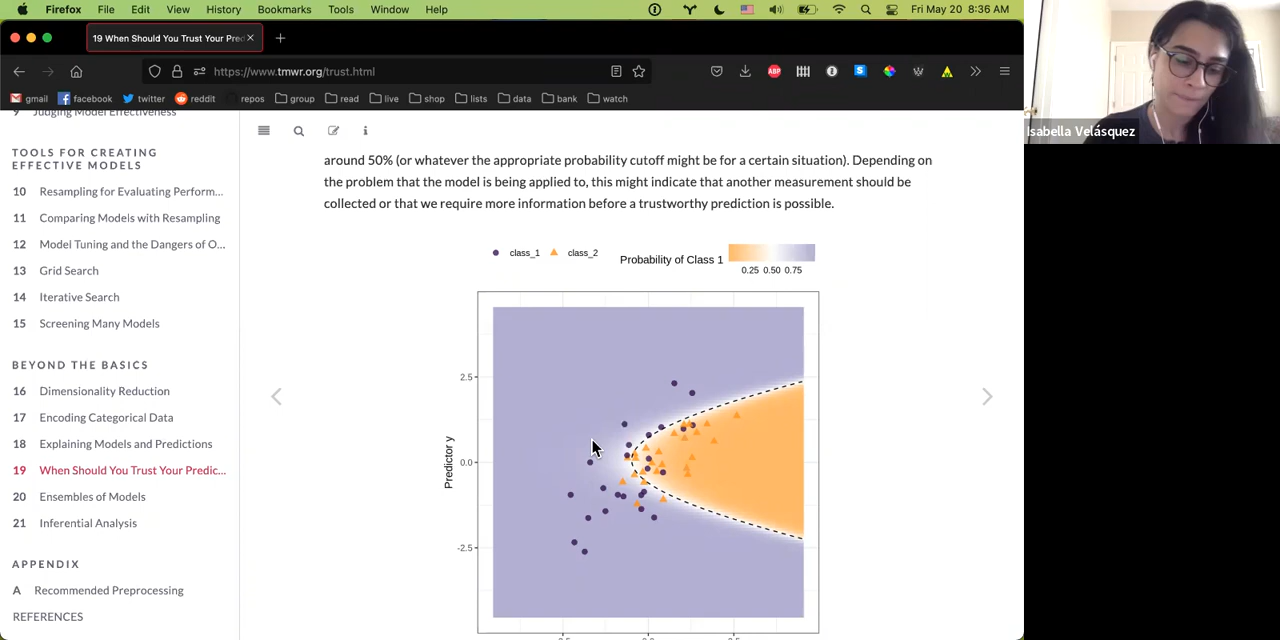 Firefox File Edit View History Bookmarks Tools Window Help Fri May 20 8:36 AM
19 When Should You Trust Your Pred
https://www.tmwr.org/trust.html
ABP
gmail facebook twitter reddit repos group read live shop lists data bank watch
9 Judging Model Effectiveness
TOOLS FOR CREATING
EFFECTIVE MODELS
10 Resampling for Evaluating Perform...
11 Comparing Models with Resampling
12 Model Tuning and the Dangers of O...
13 Grid Search
14 Iterative Search
15 Screening Many Models
BEYOND THE BASICS
16 Dimensionality Reduction
17 Encoding Categorical Data
18 Explaining Models and Predictions
19 When Should You Trust Your Predic...
20 Ensembles of Models
21 Inferential Analysis
APPENDIX
A Recommended Preprocessing
REFERENCES
around 50% (or whatever the appropriate probability cutoff might be for a certain situation). Depending on
the problem that the model is being applied to, this might indicate that another measurement should be
collected or that we require more information before a trustworthy prediction is possible.
class_1 class_2 Probability of Class 1
0.25 0.50 0.75
2.5
0.0
-2.5
Predictor y
Isabella Velásquez